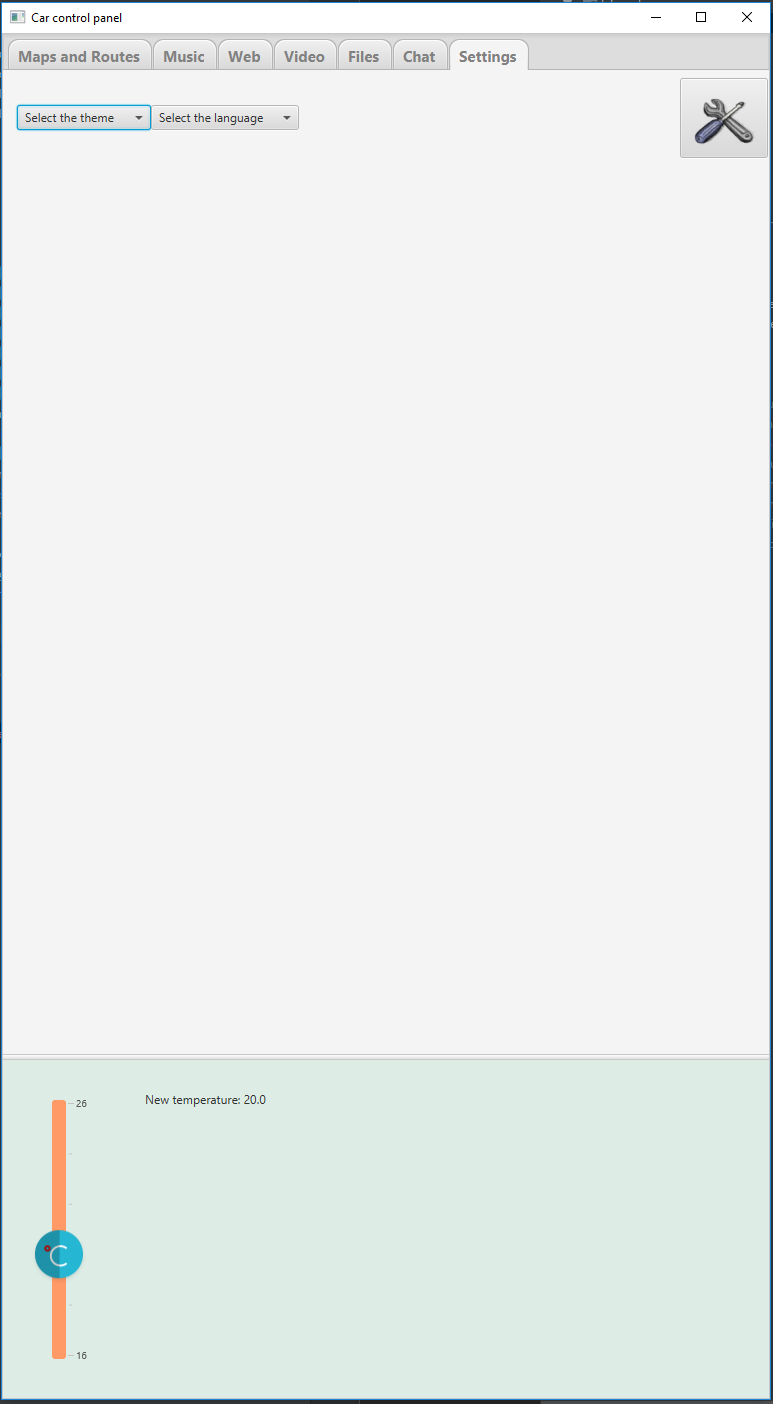 Car control panel
Maps and Routes Music Web Video Files Chat Settings
Select the theme Select the language
26
New temperature: 20.0
C
16